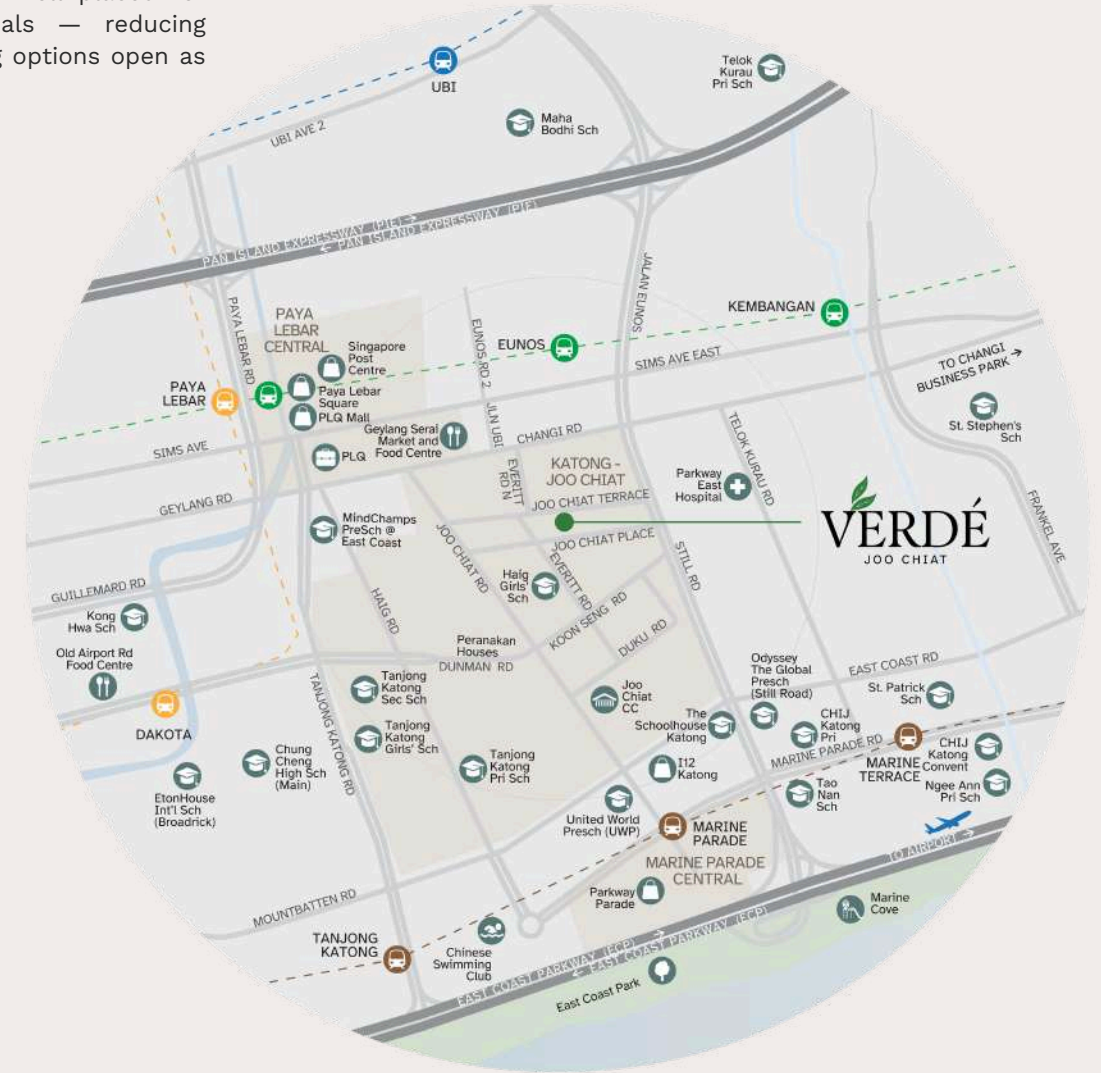 als — reducing
g options open as
UBI
UBI AVE 2
Maha
Bodhi Sch
Telok
Kurau
Pri Sch
PAN ISLAND EXPRESSWAY (PIE) →
← PAN ISLAND EXPRESSWAY (PIE)
PAYA LEBAR RD
PAYA
LEBAR
CENTRAL
Singapore
Post
Centre
PAYA
LEBAR
Paya Lebar
Square
PLQ Mall
PLQ
Geylang Serai
Market and
Food Centre
EUNOS RD 2
JLN UBI
EUNOS
JALAN EUNOS
KEMBANGAN
SIMS AVE EAST
TO CHANGI →
BUSINESS PARK
St. Stephen's
Sch
SIMS AVE
CHANGI RD
GEYLANG RD
EVERITT
RD N
KATONG -
JOO CHIAT
JOO CHIAT TERRACE
JOO CHIAT PLACE
Parkway
East
Hospital
TELOK KURAU RD
VERDÉ
JOO CHIAT
FRANKEL AVE
MindChamps
PreSch @
East Coast
JOO CHIAT RD
Haig
Girls'
Sch
EVERITT RD
STILL RD
GUILLEMARD RD
Kong
Hwa Sch
HAIG RD
KOON SENG RD
DUKU RD
Peranakan
Houses
DUNMAN RD
Old Airport Rd
Food Centre
DAKOTA
Tanjong
Katong
Sec Sch
Tanjong
Katong
Girls' Sch
TANJONG KATONG RD
Chung
Cheng
High Sch
(Main)
EtonHouse
Int'l Sch
(Broadrick)
Tanjong
Katong
Pri Sch
Joo
Chiat
CC
The
Schoolhouse
Katong
Odyssey
The Global
Presch
(Still Road)
EAST COAST RD
St. Patrick
Sch
CHIJ
Katong
Pri
MARINE PARADE RD
MARINE
TERRACE
CHIJ
Katong
Convent
Ngee Ann
Pri Sch
I12
Katong
Tao
Nan
Sch
United World
Presch (UWP)
MARINE
PARADE
MARINE PARADE
CENTRAL
TO AIRPORT →
Parkway
Parade
Marine
Cove
MOUNTBATTEN RD
TANJONG
KATONG
Chinese
Swimming
Club
EAST COAST PARKWAY (ECP) →
← EAST COAST PARKWAY (ECP)
East Coast Park